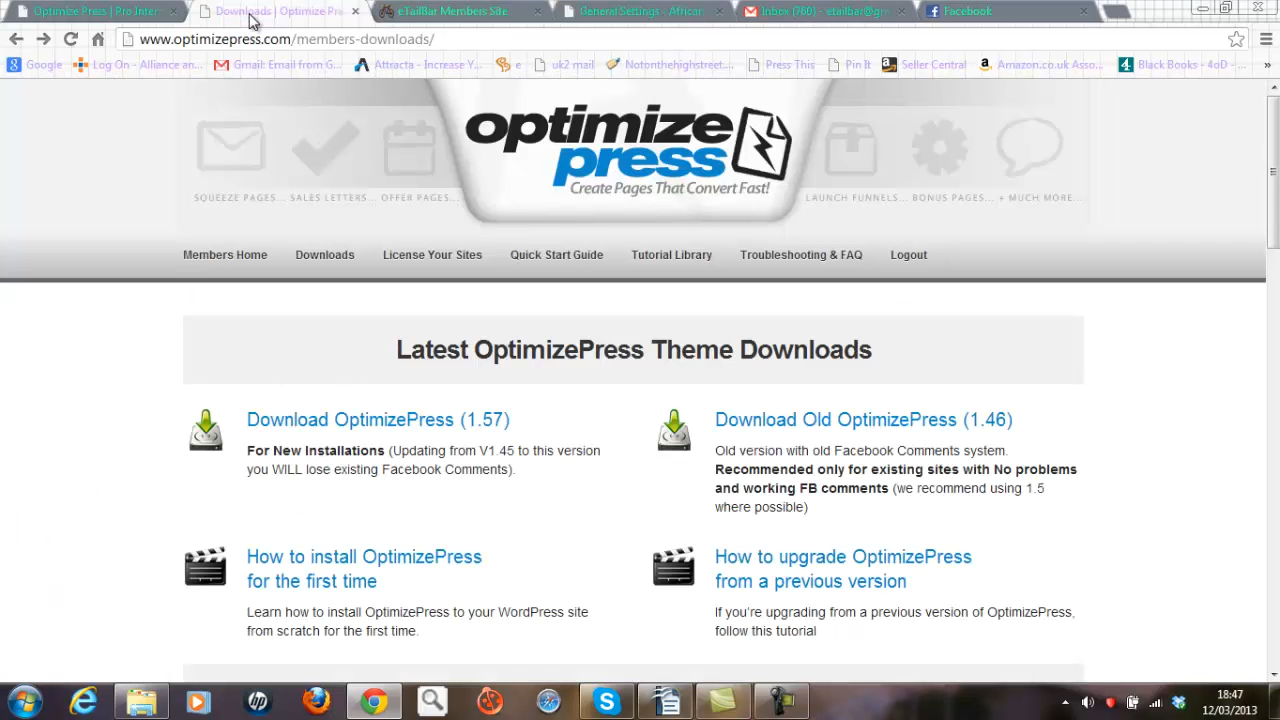 Optimize Press | Pro Inter
Downloads | Optimize Pre
eTailBar Members Site
General Settings ‹ African
Inbox (760) - etailbar@gm
Facebook
www.optimizepress.com/members-downloads/
Google
Log On - Alliance an...
Gmail: Email from G...
Attracta - Increase Y...
e
uk2 mail
Notonthehighstreet....
Press This
Pin It
Seller Central
Amazon.co.uk Asso...
Black Books - 4oD - ...
»
optimize
press
Create Pages That Convert Fast!
SQUEEZE PAGES... SALES LETTERS... OFFER PAGES...
LAUNCH FUNNELS... BONUS PAGES... + MUCH MORE...
Members Home
Downloads
License Your Sites
Quick Start Guide
Tutorial Library
Troubleshooting & FAQ
Logout
Latest OptimizePress Theme Downloads
Download OptimizePress (1.57)
For New Installations (Updating from V1.45 to this version
you WILL lose existing Facebook Comments).
Download Old OptimizePress (1.46)
Old version with old Facebook Comments system.
Recommended only for existing sites with No problems
and working FB comments (we recommend using 1.5
where possible)
How to install OptimizePress
for the first time
Learn how to install OptimizePress to your WordPress site
from scratch for the first time.
How to upgrade OptimizePress
from a previous version
If you're upgrading from a previous version of OptimizePress,
follow this tutorial
18:47
12/03/2013